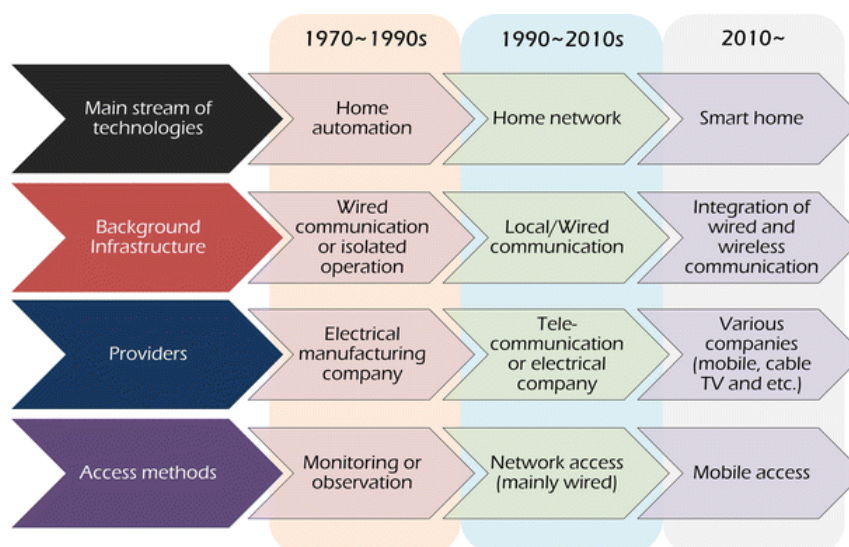 1970~1990s
1990~2010s
2010~
Main stream of
technologies
Home
automation
Home network
Smart home
Background
Infrastructure
Wired
communication
or isolated
operation
Local/Wired
communication
Integration of
wired and
wireless
communication
Providers
Electrical
manufacturing
company
Tele-
communication
or electrical
company
Various
companies
(mobile, cable
TV and etc.)
Access methods
Monitoring or
observation
Network access
(mainly wired)
Mobile access